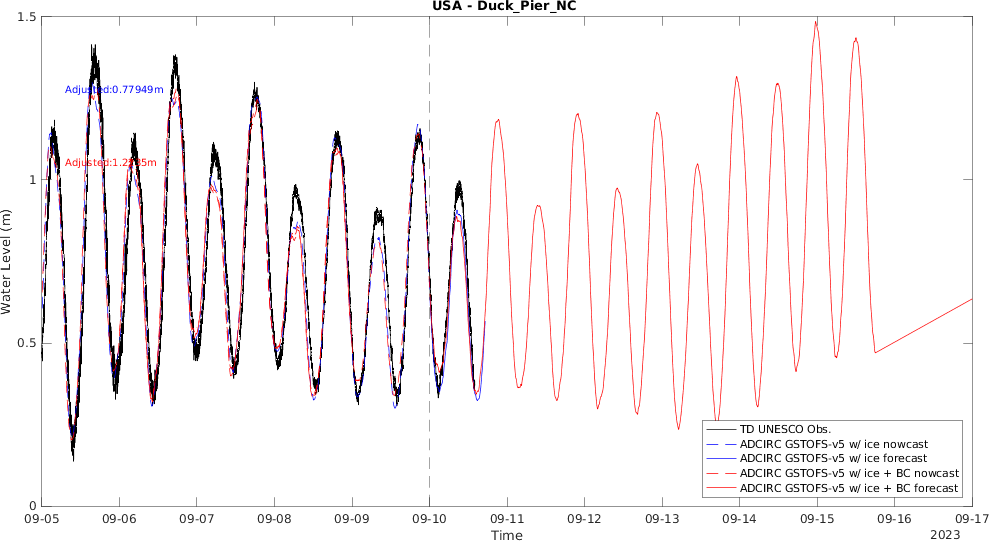 USA - Duck_Pier_NC
1.5
Adjusted:0.77949m
Adjusted:
1
Water Level (m)
0.5
0
TD UNESCO Obs.
ADCIRC GSTOFS-v5 w/ ice nowcast
ADCIRC GSTOFS-v5 w/ ice forecast
ADCIRC GSTOFS-v5 w/ ice + BC nowcast
ADCIRC GSTOFS-v5 w/ ice + BC forecast
09-05 09-06 09-07 09-08 09-09 09-10 09-11 09-12 09-13 09-14 09-15 09-16 09-17
Time
2023